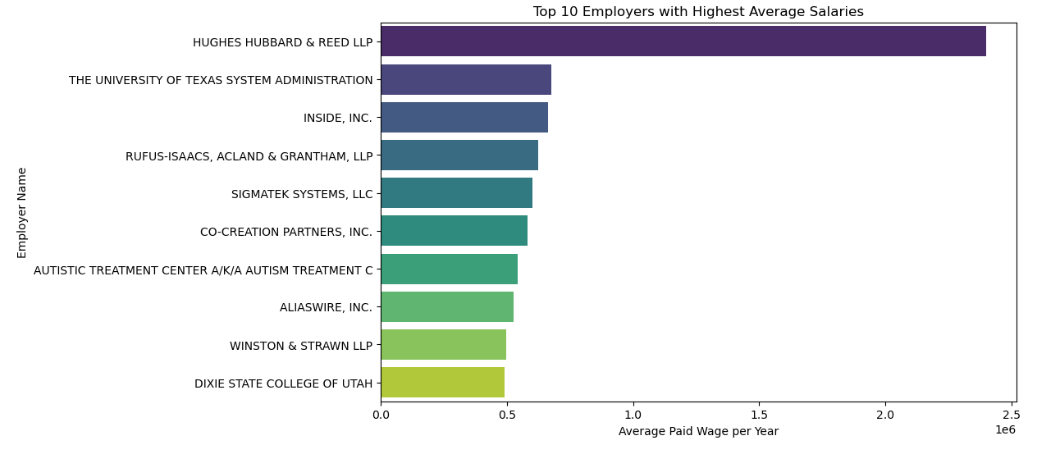 Top 10 Employers with Highest Average Salaries
HUGHES HUBBARD & REED LLP
THE UNIVERSITY OF TEXAS SYSTEM ADMINISTRATION
INSIDE, INC.
RUFUS-ISAACS, ACLAND & GRANTHAM, LLP
SIGMATEK SYSTEMS, LLC
CO-CREATION PARTNERS, INC.
AUTISTIC TREATMENT CENTER A/K/A AUTISM TREATMENT C
ALIASWIRE, INC.
WINSTON & STRAWN LLP
DIXIE STATE COLLEGE OF UTAH
Employer Name
0.0 0.5 1.0 1.5 2.0 2.5
1e6
Average Paid Wage per Year